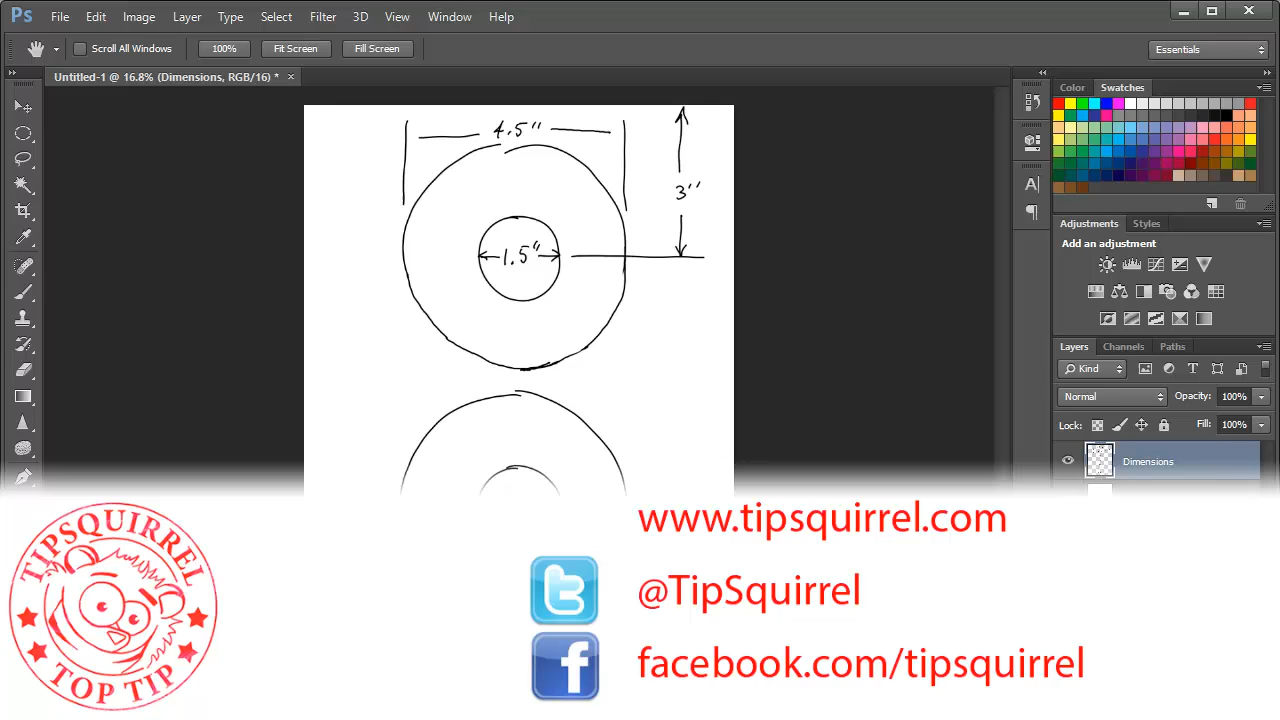 Ps File Edit Image Layer Type Select Filter 3D View Window Help
Scroll All Windows 100% Fit Screen Fill Screen Essentials
Untitled-1 @ 16.8% (Dimensions, RGB/16) *
Color Swatches
4.5"
3"
1.5"
A
Adjustments Styles
Add an adjustment
Layers Channels Paths
Kind T
Normal Opacity: 100%
Lock: Fill: 100%
Dimensions
www.tipsquirrel.com
@TipSquirrel
facebook.com/tipsquirrel
TIPSQUIRREL
TOP TIP